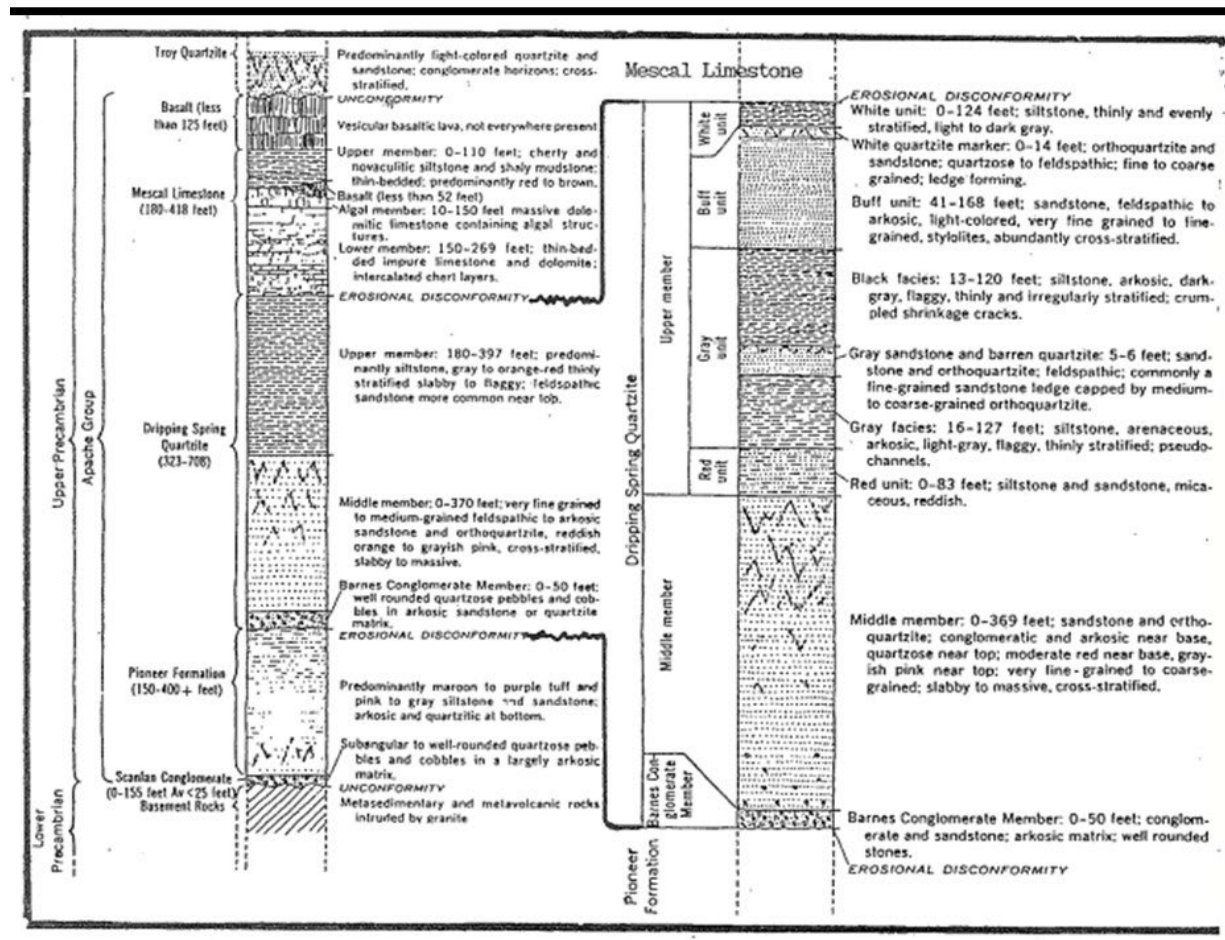 Troy Quartzite
Predominantly light-colored quartzite and
sandstone; conglomerate horizons; cross-
stratified.
UNCONFORMITY
Basalt (less
than 125 feet)
Vesicular basaltic lava, not everywhere present
Upper member: 0-110 feet; cherty and
novaculitic siltstone and shaly mudstone;
thin-bedded; predominantly red to brown.
Basalt (less than 52 feet)
Mescal Limestone
(180-418 feet)
Algal member: 10-150 feet massive dolo-
mitic limestone containing algal struc-
tures.
Lower member: 150-269 feet; thin-bed-
ded impure limestone and dolomite;
intercalated chert layers.
EROSIONAL DISCONFORMITY
Upper member: 180-397 feet; predomi-
nantly siltstone, gray to orange-red thinly
stratified slabby to flaggy; feldspathic
sandstone more common near top.
Dripping Spring
Quartzite
(323-708)
Middle member: 0-370 feet; very fine grained
to medium-grained feldspathic to arkosic
sandstone and orthoquartzite, reddish
orange to grayish pink, cross-stratified,
slabby to massive.
Barnes Conglomerate Member: 0-50 feet;
well rounded quartzose pebbles and cob-
bles in arkosic sandstone or quartzite
matrix.
EROSIONAL DISCONFORMITY
Pioneer Formation
(150-400+ feet)
Predominantly maroon to purple tuff and
pink to gray siltstone and sandstone;
arkosic and quartzitic at bottom.
Subangular to well-rounded quartzose peb-
bles and cobbles in a largely arkosic
matrix.
Scanlan Conglomerate
(0-155 feet Av <25 feet)
UNCONFORMITY
Basement Rocks
Metasedimentary and metavolcanic rocks
intruded by granite
Upper Precambrian
Apache Group
Lower
Precambrian
Mescal Limestone
EROSIONAL DISCONFORMITY
White unit: 0-124 feet; siltstone, thinly and evenly
stratified, light to dark gray.
White quartzite marker: 0-14 feet; orthoquartzite and
sandstone; quartzose to feldspathic; fine to coarse
grained; ledge forming.
Buff unit: 41-168 feet; sandstone, feldspathic to
arkosic, light-colored, very fine grained to fine-
grained, stylolites, abundantly cross-stratified.
Black facies: 13-120 feet; siltstone, arkosic, dark-
gray, flaggy, thinly and irregularly stratified; crum-
pled shrinkage cracks.
Gray sandstone and barren quartzite: 5-6 feet; sand-
stone and orthoquartzite; feldspathic; commonly a
fine-grained sandstone ledge capped by medium-
to coarse-grained orthoquartzite.
Gray facies: 16-127 feet; siltstone, arenaceous,
arkosic, light-gray, flaggy, thinly stratified; pseudo-
channels.
Red unit: 0-83 feet; siltstone and sandstone, mica-
ceous, reddish.
Middle member: 0-369 feet; sandstone and ortho-
quartzite; conglomeratic and arkosic near base,
quartzose near top; moderate red near base, gray-
ish pink near top; very fine-grained to coarse-
grained; slabby to massive, cross-stratified.
Barnes Conglomerate Member: 0-50 feet; conglom-
erate and sandstone; arkosic matrix; well rounded
stones.
EROSIONAL DISCONFORMITY
Dripping Spring Quartzite
Upper member
White
unit
Buff
unit
Gray
unit
Red
unit
Middle member
Barnes Con-
glomerate
Member
Pioneer
Formation